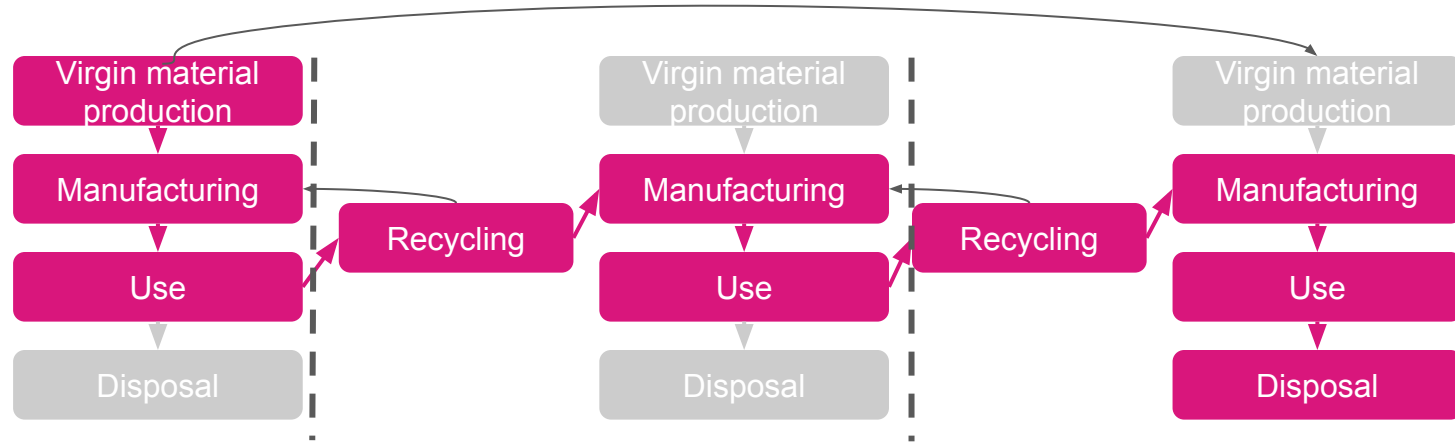 Virgin material
production
Manufacturing
Use
Disposal
Recycling
Virgin material
production
Manufacturing
Use
Disposal
Recycling
Virgin material
production
Manufacturing
Use
Disposal